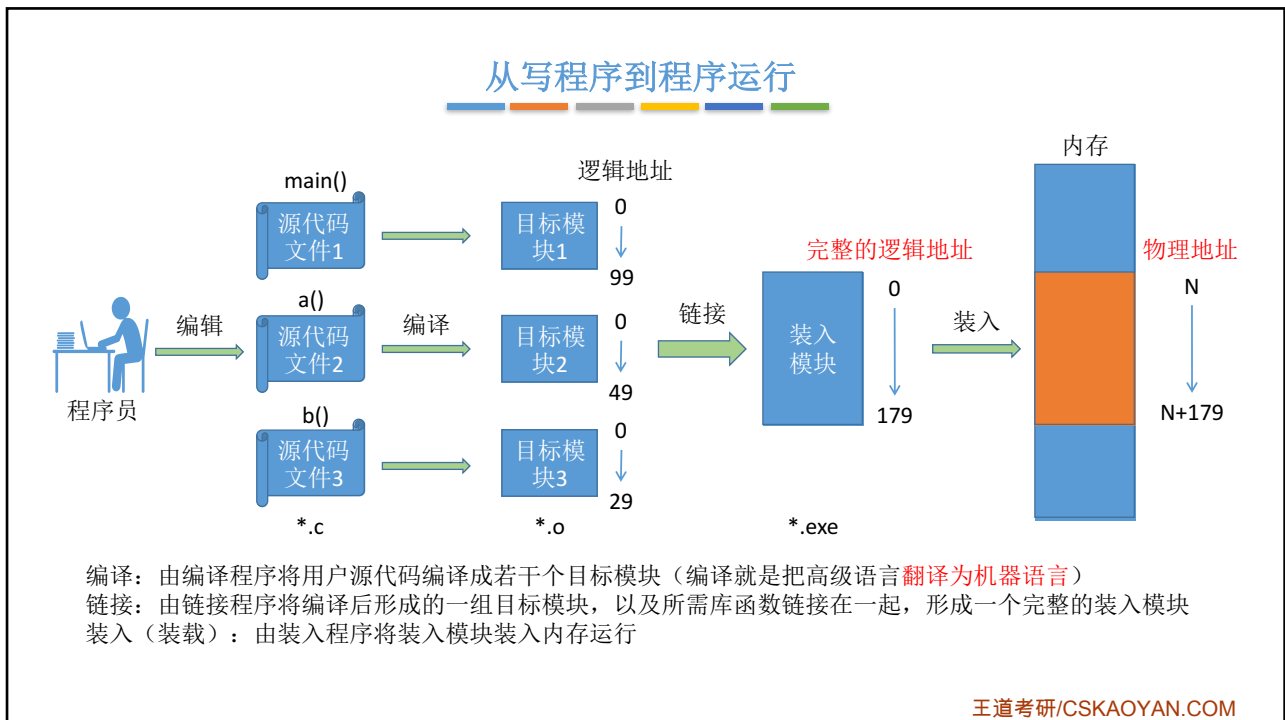 从写程序到程序运行
内存
逻辑地址
main()
源代码
文件1
目标模
块1
0
99
完整的逻辑地址
物理地址
a()
编辑
源代码
文件2
编译
目标模
块2
0
49
链接
装入
模块
0
179
装入
N
N+179
程序员
b()
源代码
文件3
目标模
块3
0
29
*.c
*.o
*.exe
编译：由编译程序将用户源代码编译成若干个目标模块（编译就是把高级语言翻译为机器语言）
链接：由链接程序将编译后形成的一组目标模块，以及所需库函数链接在一起，形成一个完整的装入模块
装入（装载）：由装入程序将装入模块装入内存运行
王道考研/CSKAOYAN.COM